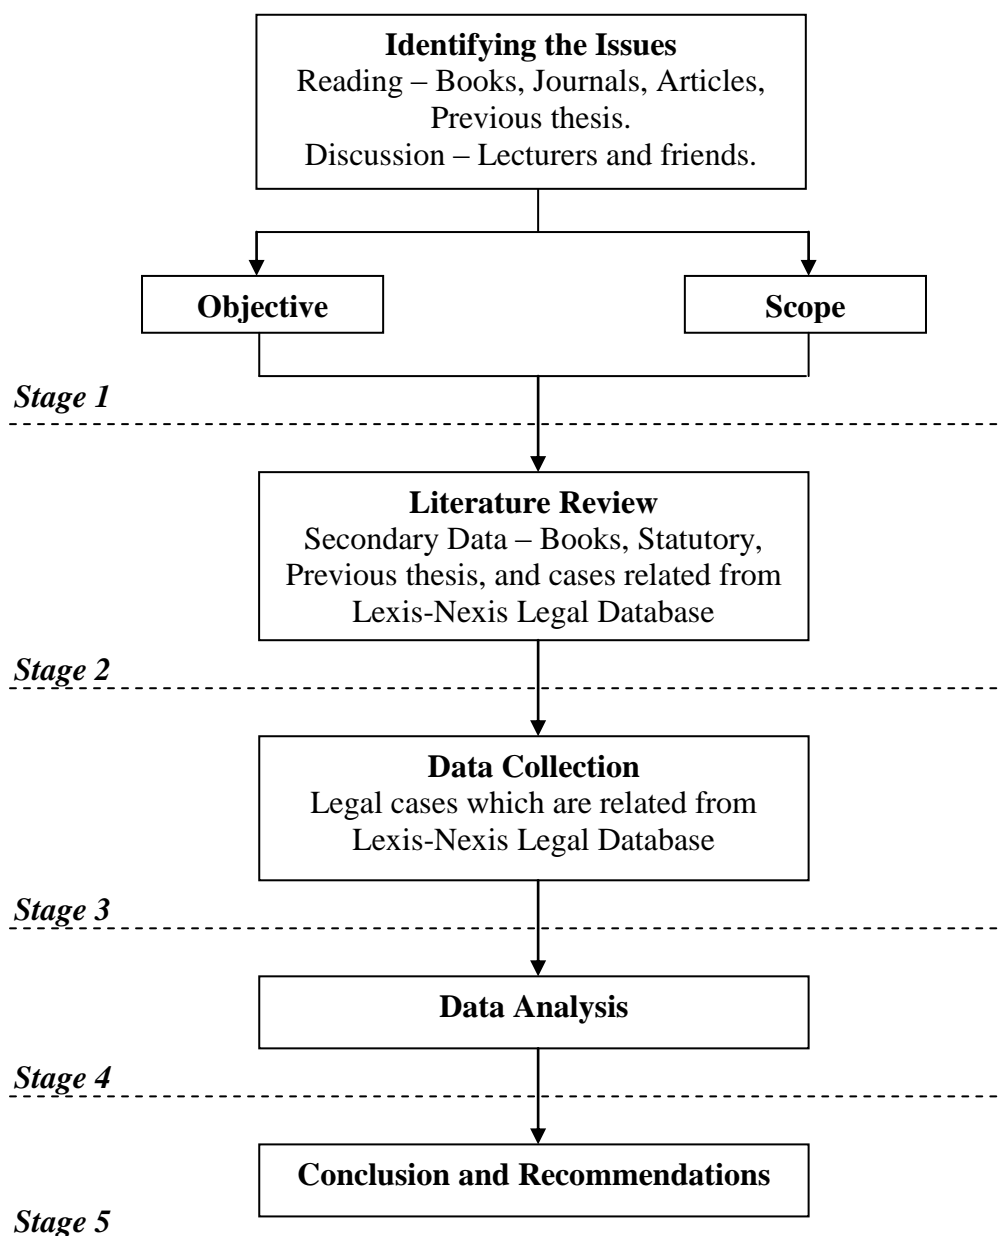 Identifying the Issues
Reading – Books, Journals, Articles,
Previous thesis.
Discussion – Lecturers and friends.
Objective
Scope
Stage 1
Literature Review
Secondary Data – Books, Statutory,
Previous thesis, and cases related from
Lexis-Nexis Legal Database
Stage 2
Data Collection
Legal cases which are related from
Lexis-Nexis Legal Database
Stage 3
Data Analysis
Stage 4
Conclusion and Recommendations
Stage 5